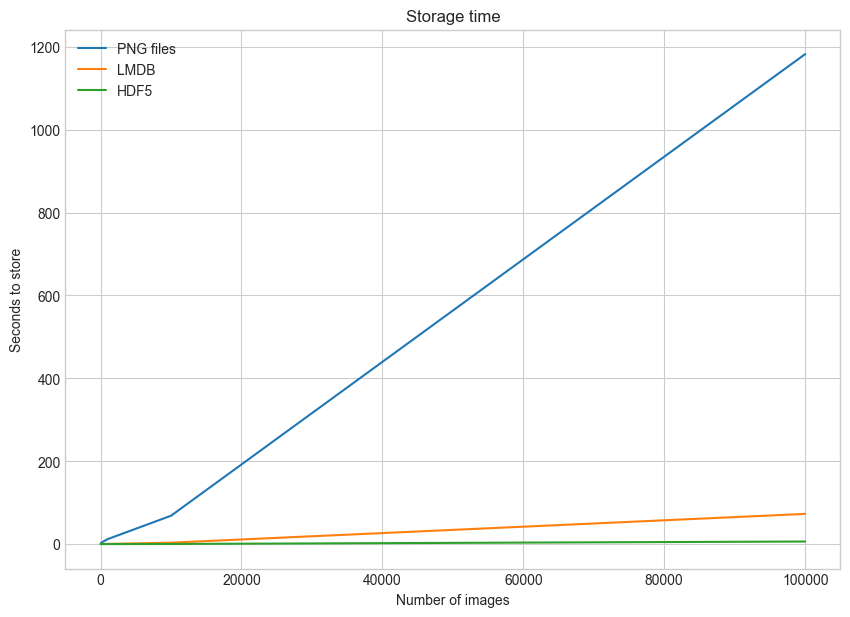 Storage time
PNG files
LMDB
HDF5
1200
1000
800
600
400
200
0
Seconds to store
0 20000 40000 60000 80000 100000
Number of images